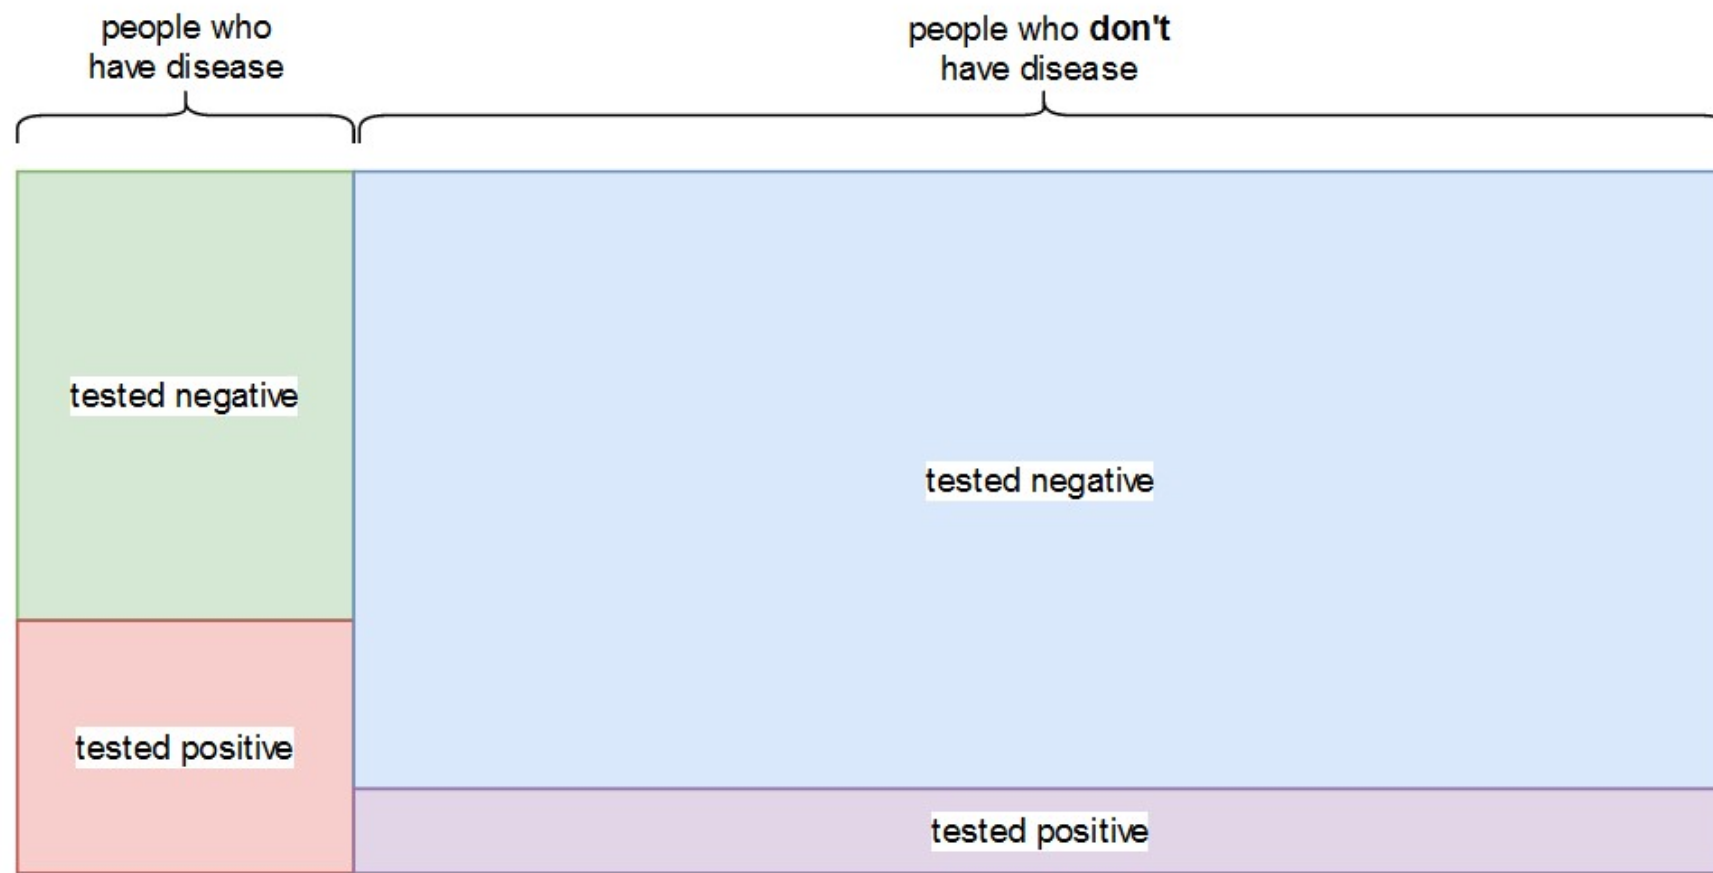 people who
have disease
people who don't
have disease
tested negative
tested negative
tested positive
tested positive